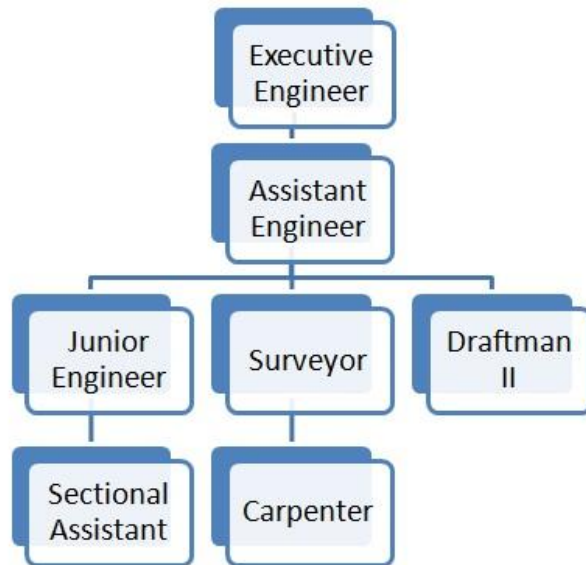 Executive
Engineer
Assistant
Engineer
Junior
Engineer
Surveyor
Draftman
II
Sectional
Assistant
Carpenter